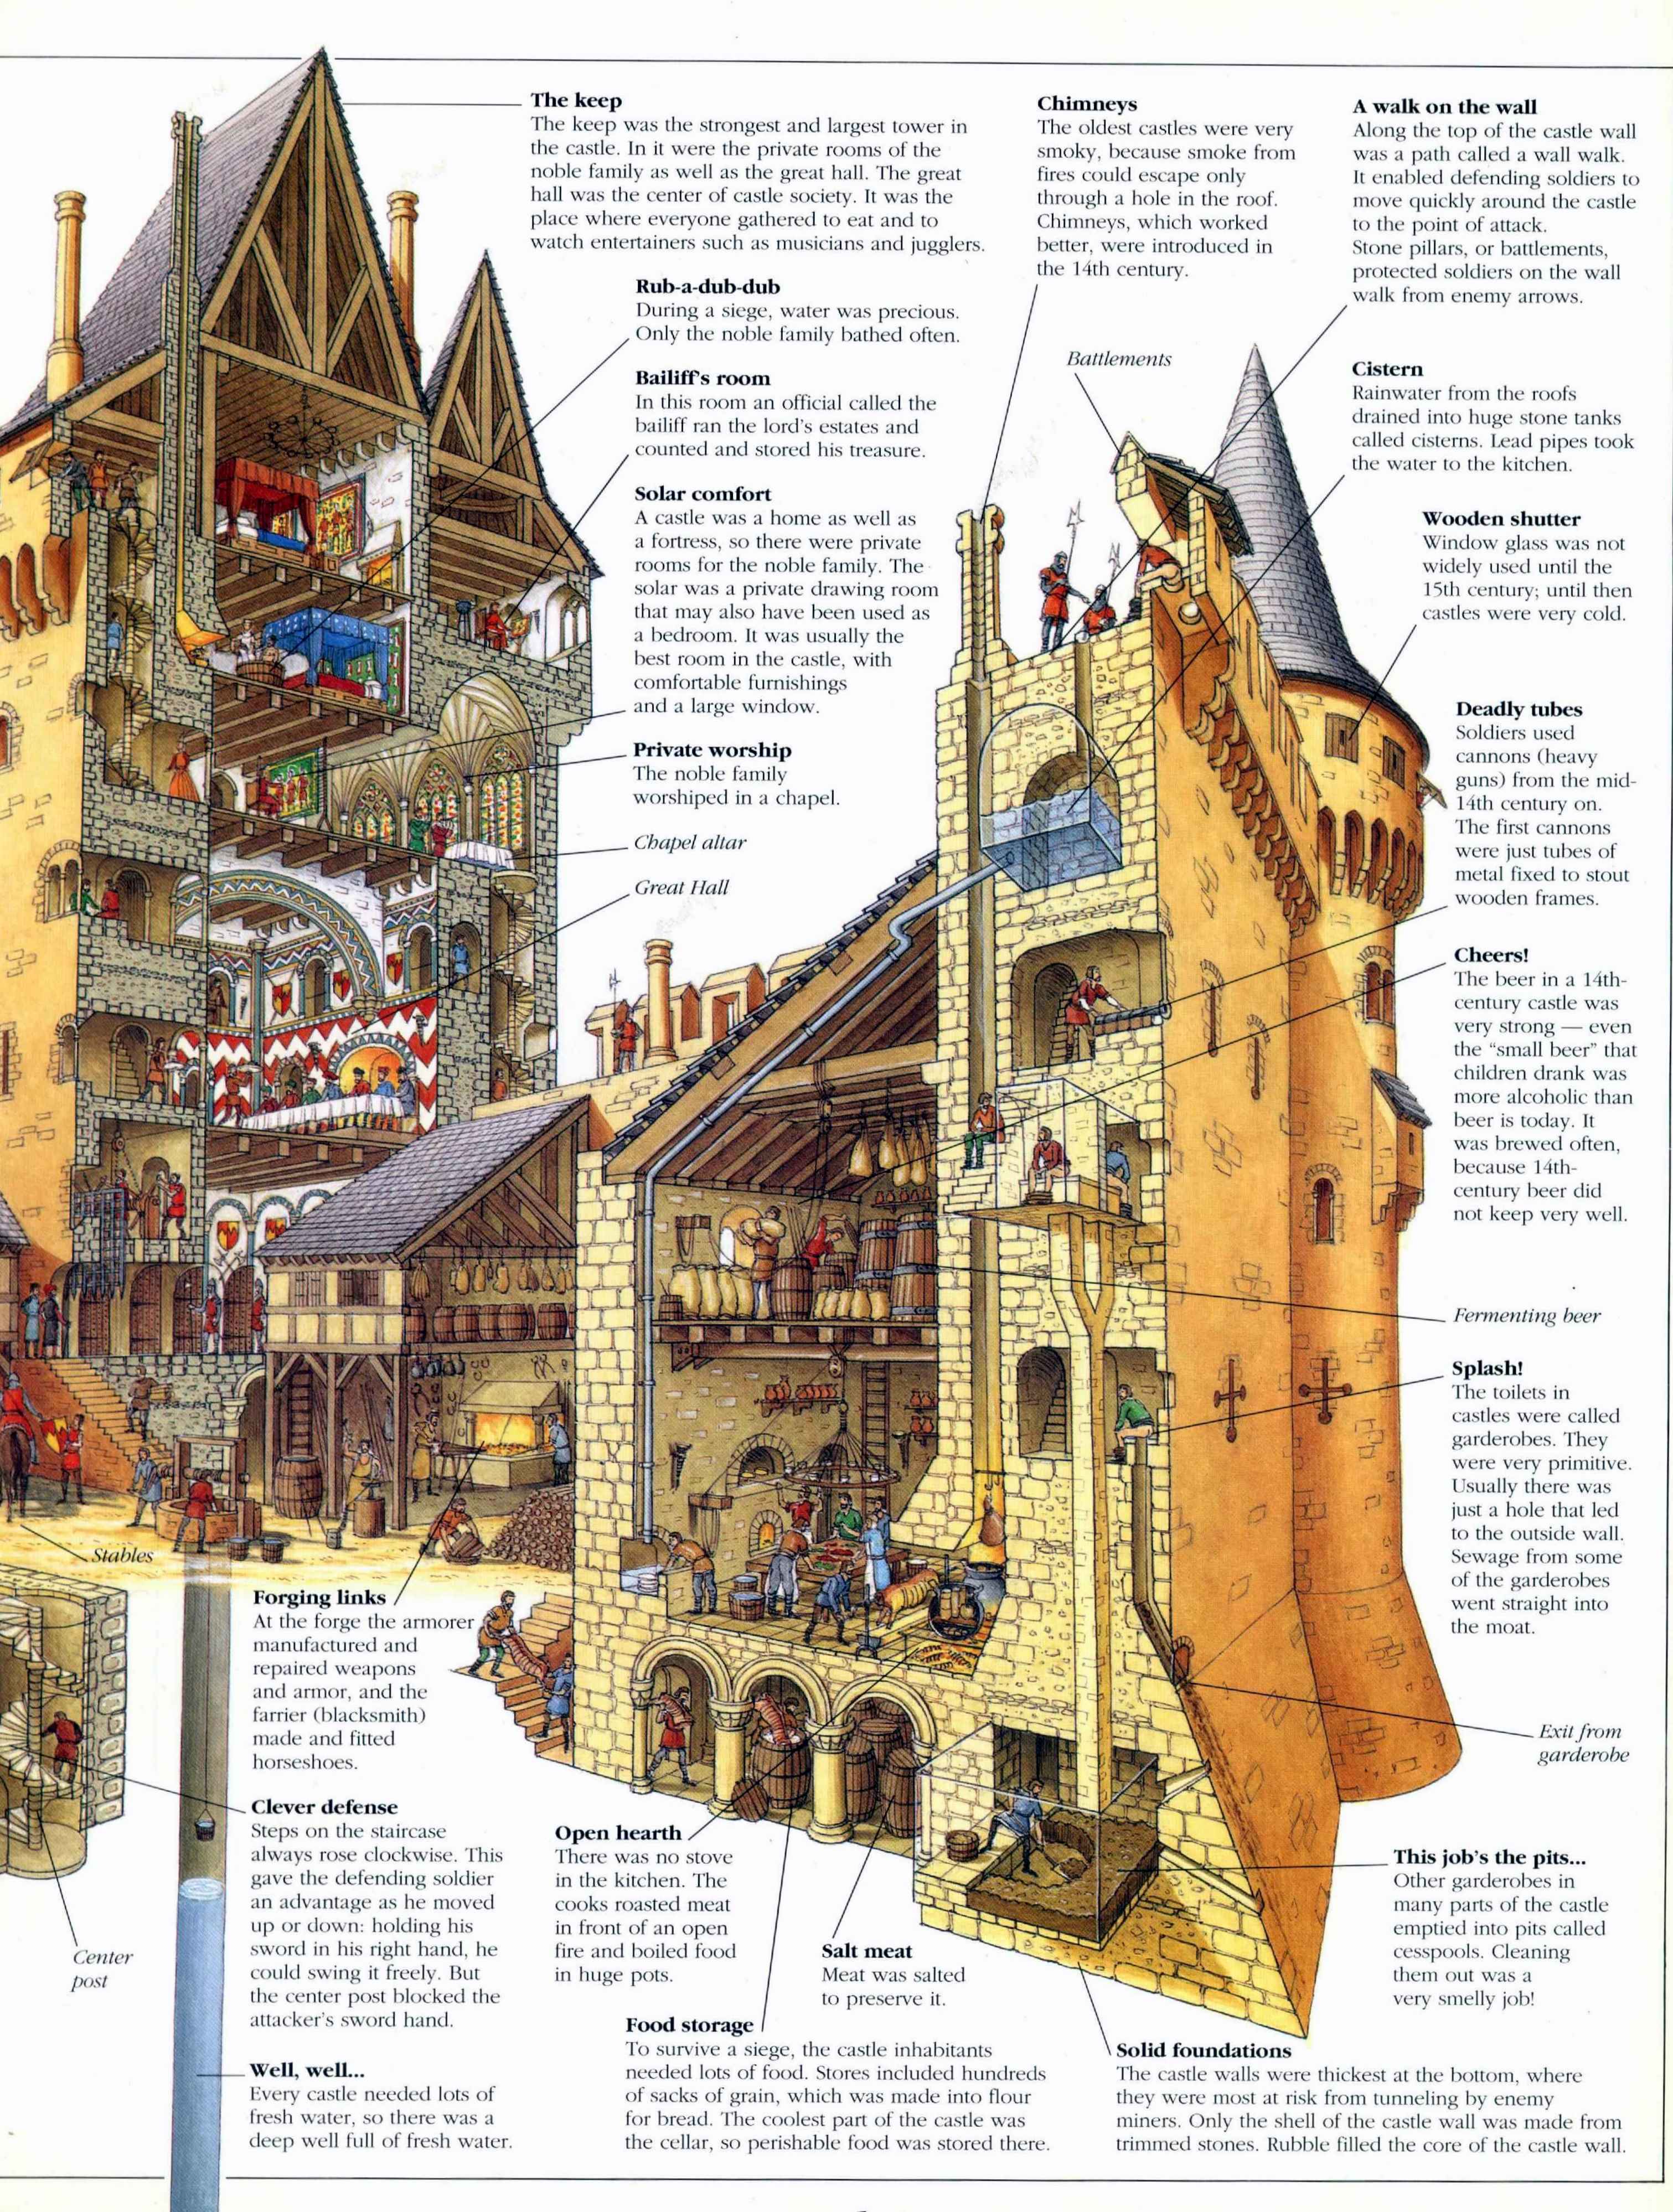 The keep
The keep was the strongest and largest tower in
the castle. In it were the private rooms of the
noble family as well as the great hall. The great
hall was the center of castle society. It was the
place where everyone gathered to eat and to
watch entertainers such as musicians and jugglers.
Rub-a-dub-dub
During a siege, water was precious.
Only the noble family bathed often.
Bailiff's room
In this room an official called the
bailiff ran the lord's estates and
counted and stored his treasure.
Solar comfort
A castle was a home as well as
a fortress, so there were private
rooms for the noble family. The
solar was a private drawing room
that may also have been used as
a bedroom. It was usually the
best room in the castle, with
comfortable furnishings
and a large window.
Private worship
The noble family
worshiped in a chapel.
Chapel altar
Great Hall
Chimneys
The oldest castles were very
smoky, because smoke from
fires could escape only
through a hole in the roof.
Chimneys, which worked
better, were introduced in
the 14th century.
Battlements
A walk on the wall
Along the top of the castle wall
was a path called a wall walk.
It enabled defending soldiers to
move quickly around the castle
to the point of attack.
Stone pillars, or battlements,
protected soldiers on the wall
walk from enemy arrows.
Cistern
Rainwater from the roofs
drained into huge stone tanks
called cisterns. Lead pipes took
the water to the kitchen.
Wooden shutter
Window glass was not
widely used until the
15th century; until then
castles were very cold.
Deadly tubes
Soldiers used
cannons (heavy
guns) from the mid-
14th century on.
The first cannons
were just tubes of
metal fixed to stout
wooden frames.
Cheers!
The beer in a 14th-
century castle was
very strong — even
the “small beer” that
children drank was
more alcoholic than
beer is today. It
was brewed often,
because 14th-
century beer did
not keep very well.
Fermenting beer
Splash!
The toilets in
castles were called
garderobes. They
were very primitive.
Usually there was
just a hole that led
to the outside wall.
Sewage from some
of the garderobes
went straight into
the moat.
Exit from
garderobe
This job's the pits...
Other garderobes in
many parts of the castle
emptied into pits called
cesspools. Cleaning
them out was a
very smelly job!
Stables
Forging links
At the forge the armorer
manufactured and
repaired weapons
and armor, and the
farrier (blacksmith)
made and fitted
horseshoes.
Clever defense
Steps on the staircase
always rose clockwise. This
gave the defending soldier
an advantage as he moved
up or down: holding his
sword in his right hand, he
could swing it freely. But
the center post blocked the
attacker's sword hand.
Center
post
Well, well...
Every castle needed lots of
fresh water, so there was a
deep well full of fresh water.
Open hearth
There was no stove
in the kitchen. The
cooks roasted meat
in front of an open
fire and boiled food
in huge pots.
Salt meat
Meat was salted
to preserve it.
Food storage
To survive a siege, the castle inhabitants
needed lots of food. Stores included hundreds
of sacks of grain, which was made into flour
for bread. The coolest part of the castle was
the cellar, so perishable food was stored there.
Solid foundations
The castle walls were thickest at the bottom, where
they were most at risk from tunneling by enemy
miners. Only the shell of the castle wall was made from
trimmed stones. Rubble filled the core of the castle wall.